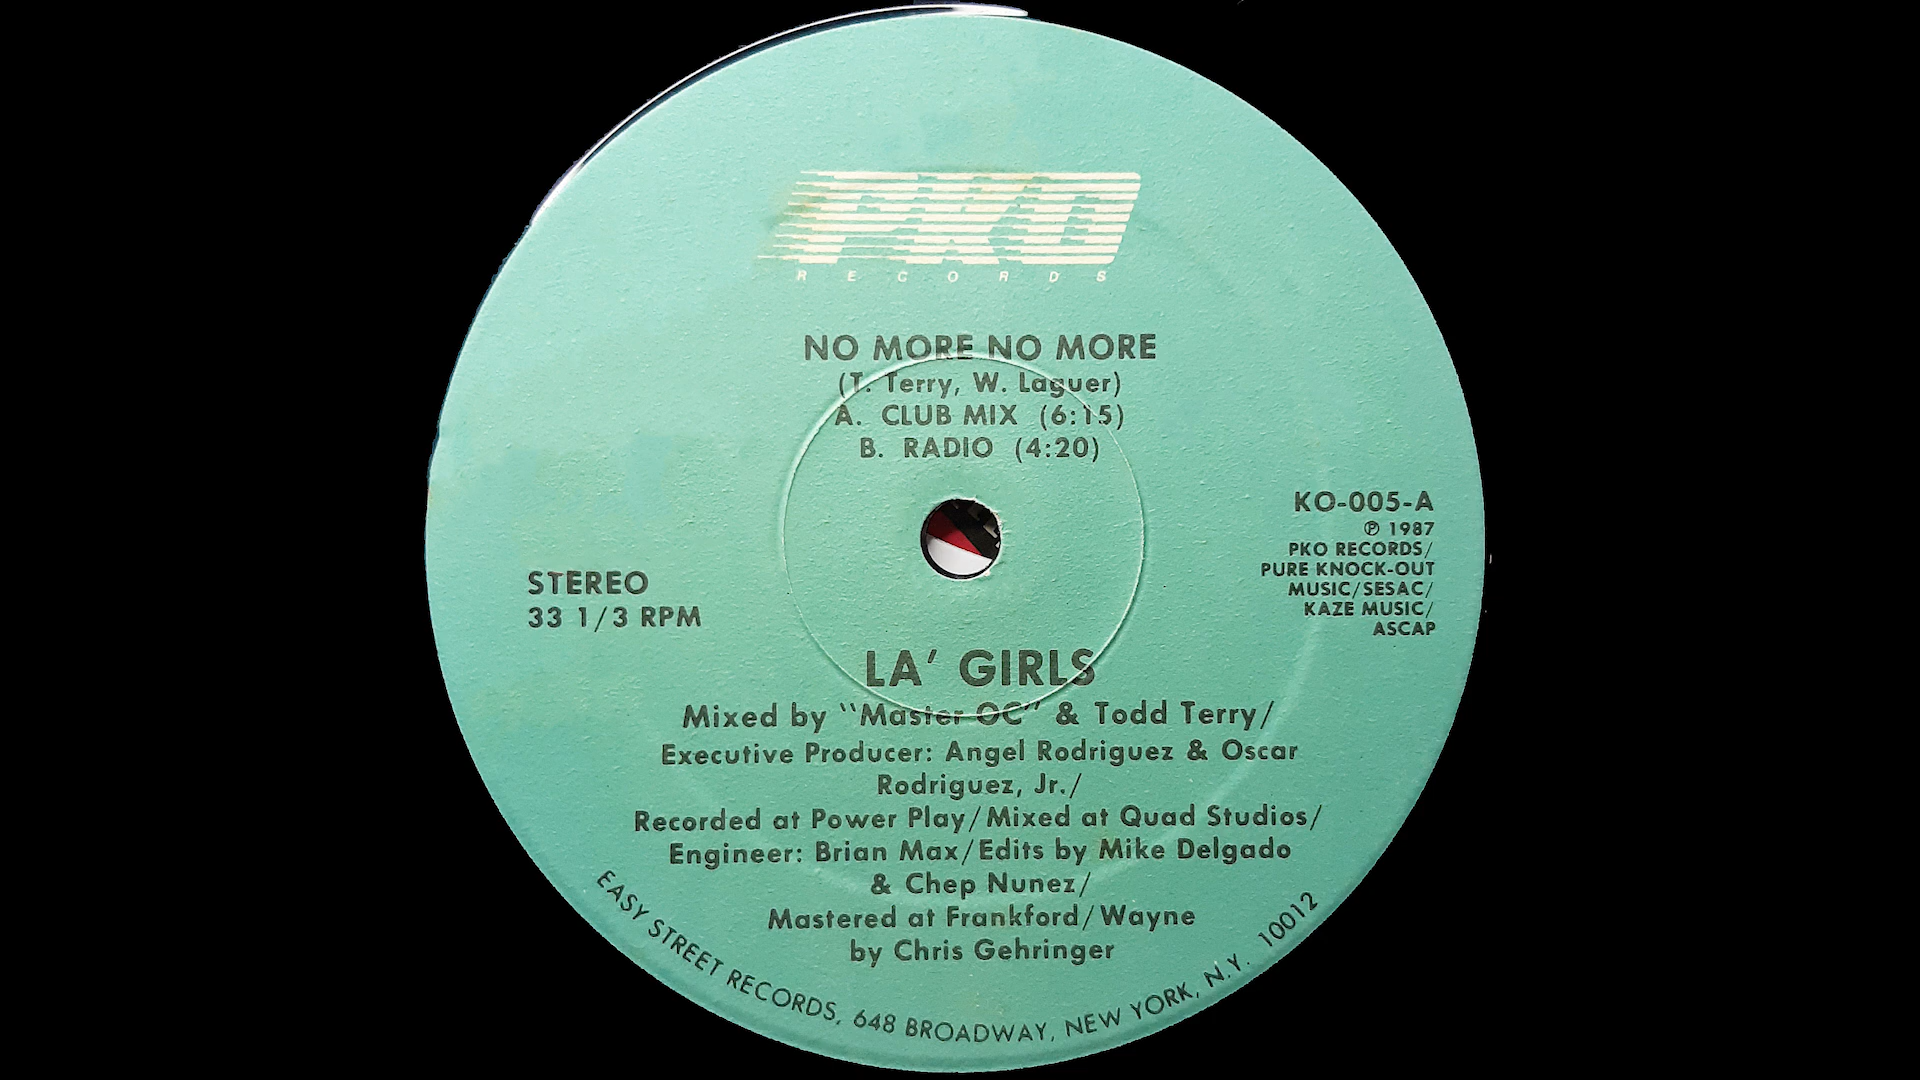 PKO
RECORDS
NO MORE NO MORE
(T. Terry, W. Laguer)
A. CLUB MIX (6:15)
B. RADIO (4:20)
KO-005-A
℗ 1987
PKO RECORDS/
PURE KNOCK-OUT
MUSIC/SESAC/
KAZE MUSIC/
ASCAP
STEREO
33 1/3 RPM
LA' GIRLS
Mixed by "Master OC" & Todd Terry/
Executive Producer: Angel Rodriguez & Oscar
Rodriguez, Jr./
Recorded at Power Play/Mixed at Quad Studios/
Engineer: Brian Max/Edits by Mike Delgado
& Chep Nunez/
Mastered at Frankford/Wayne
by Chris Gehringer
EASY STREET RECORDS, 648 BROADWAY, NEW YORK, N.Y. 10012